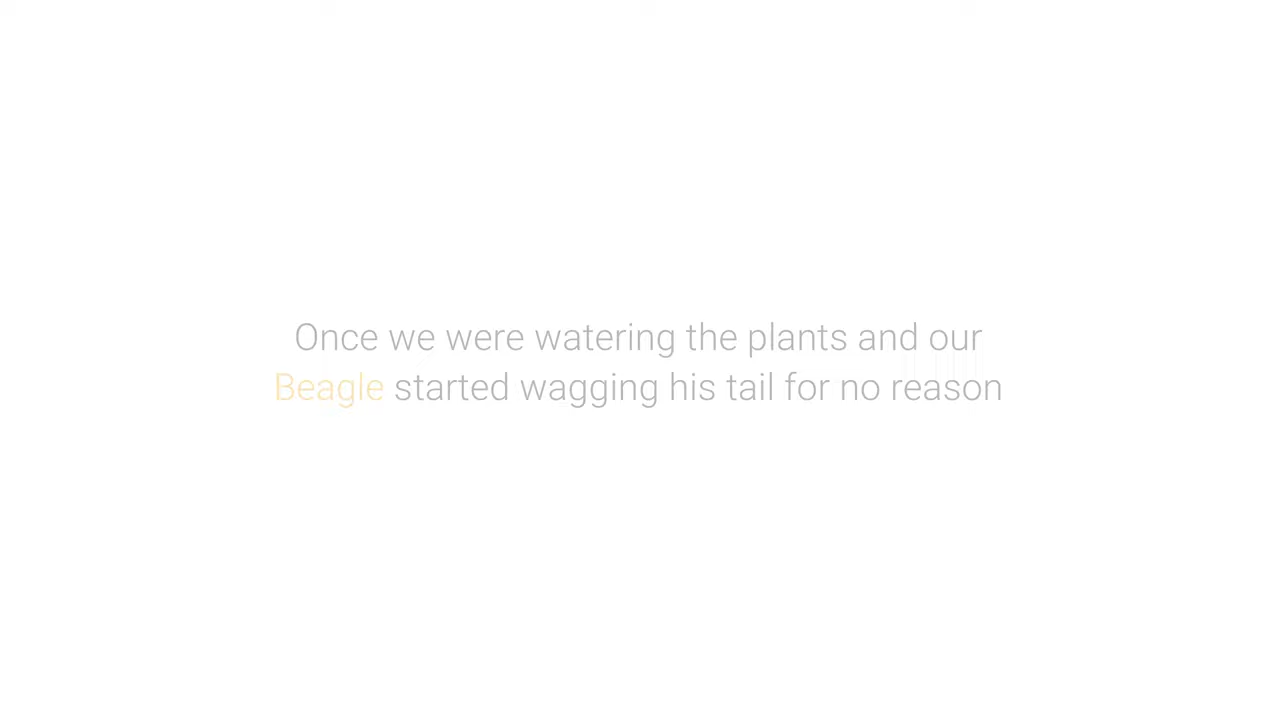 Once we were watering the plants and our
Beagle started wagging his tail for no reason